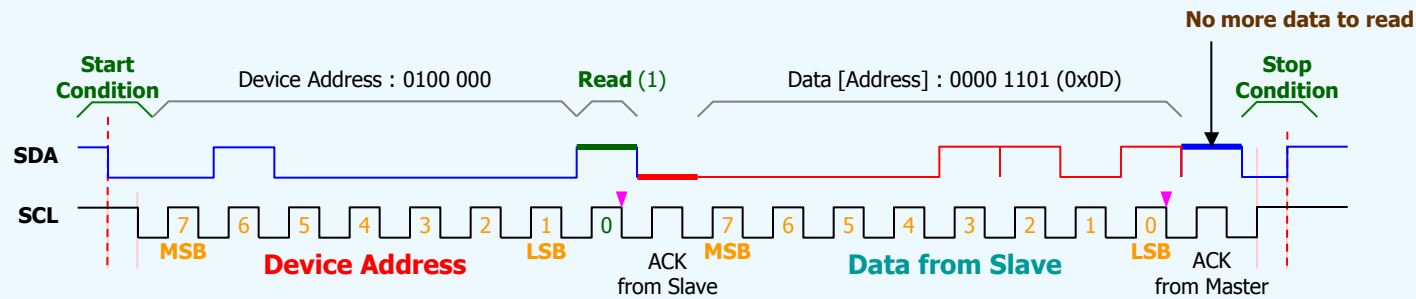 No more data to read
Start
Condition
Device Address : 0100 000
Read (1)
Data [Address] : 0000 1101 (0x0D)
Stop
Condition
SDA
SCL
7 6 5 4 3 2 1 0 7 6 5 4 3 2 1 0
MSB
Device Address
LSB
ACK
from Slave
MSB
Data from Slave
LSB
ACK
from Master